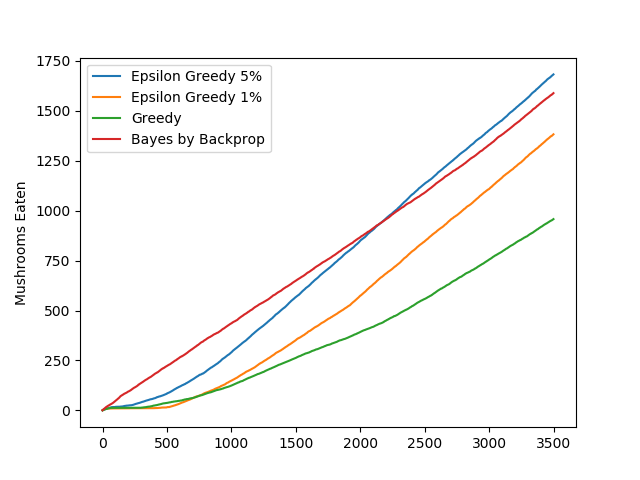 1750
1500
1250
1000
750
500
250
0
Mushrooms Eaten
Epsilon Greedy 5%
Epsilon Greedy 1%
Greedy
Bayes by Backprop
0 500 1000 1500 2000 2500 3000 3500